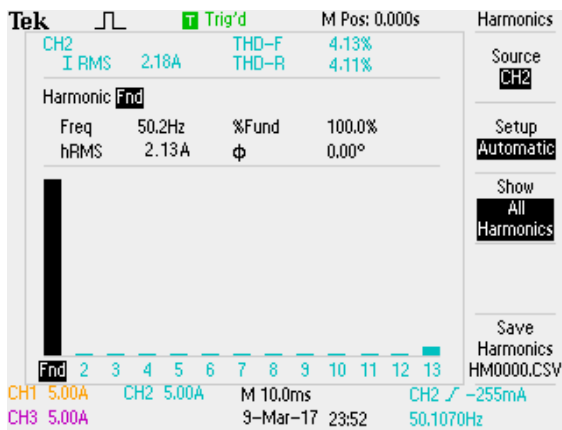 Tek T Trig'd M Pos: 0.000s Harmonics
CH2 THD-F 4.13%
I RMS 2.18A THD-R 4.11%
Source
CH2
Harmonic Fnd
Freq 50.2Hz %Fund 100.0%
hRMS 2.13A Φ 0.00°
Setup
Automatic
Show
All
Harmonics
Save
Harmonics
HM0000.CSV
Fnd 2 3 4 5 6 7 8 9 10 11 12 13
CH1 5.00A CH2 5.00A M 10.0ms CH2 -255mA
CH3 5.00A 9-Mar-17 23:52 50.1070Hz